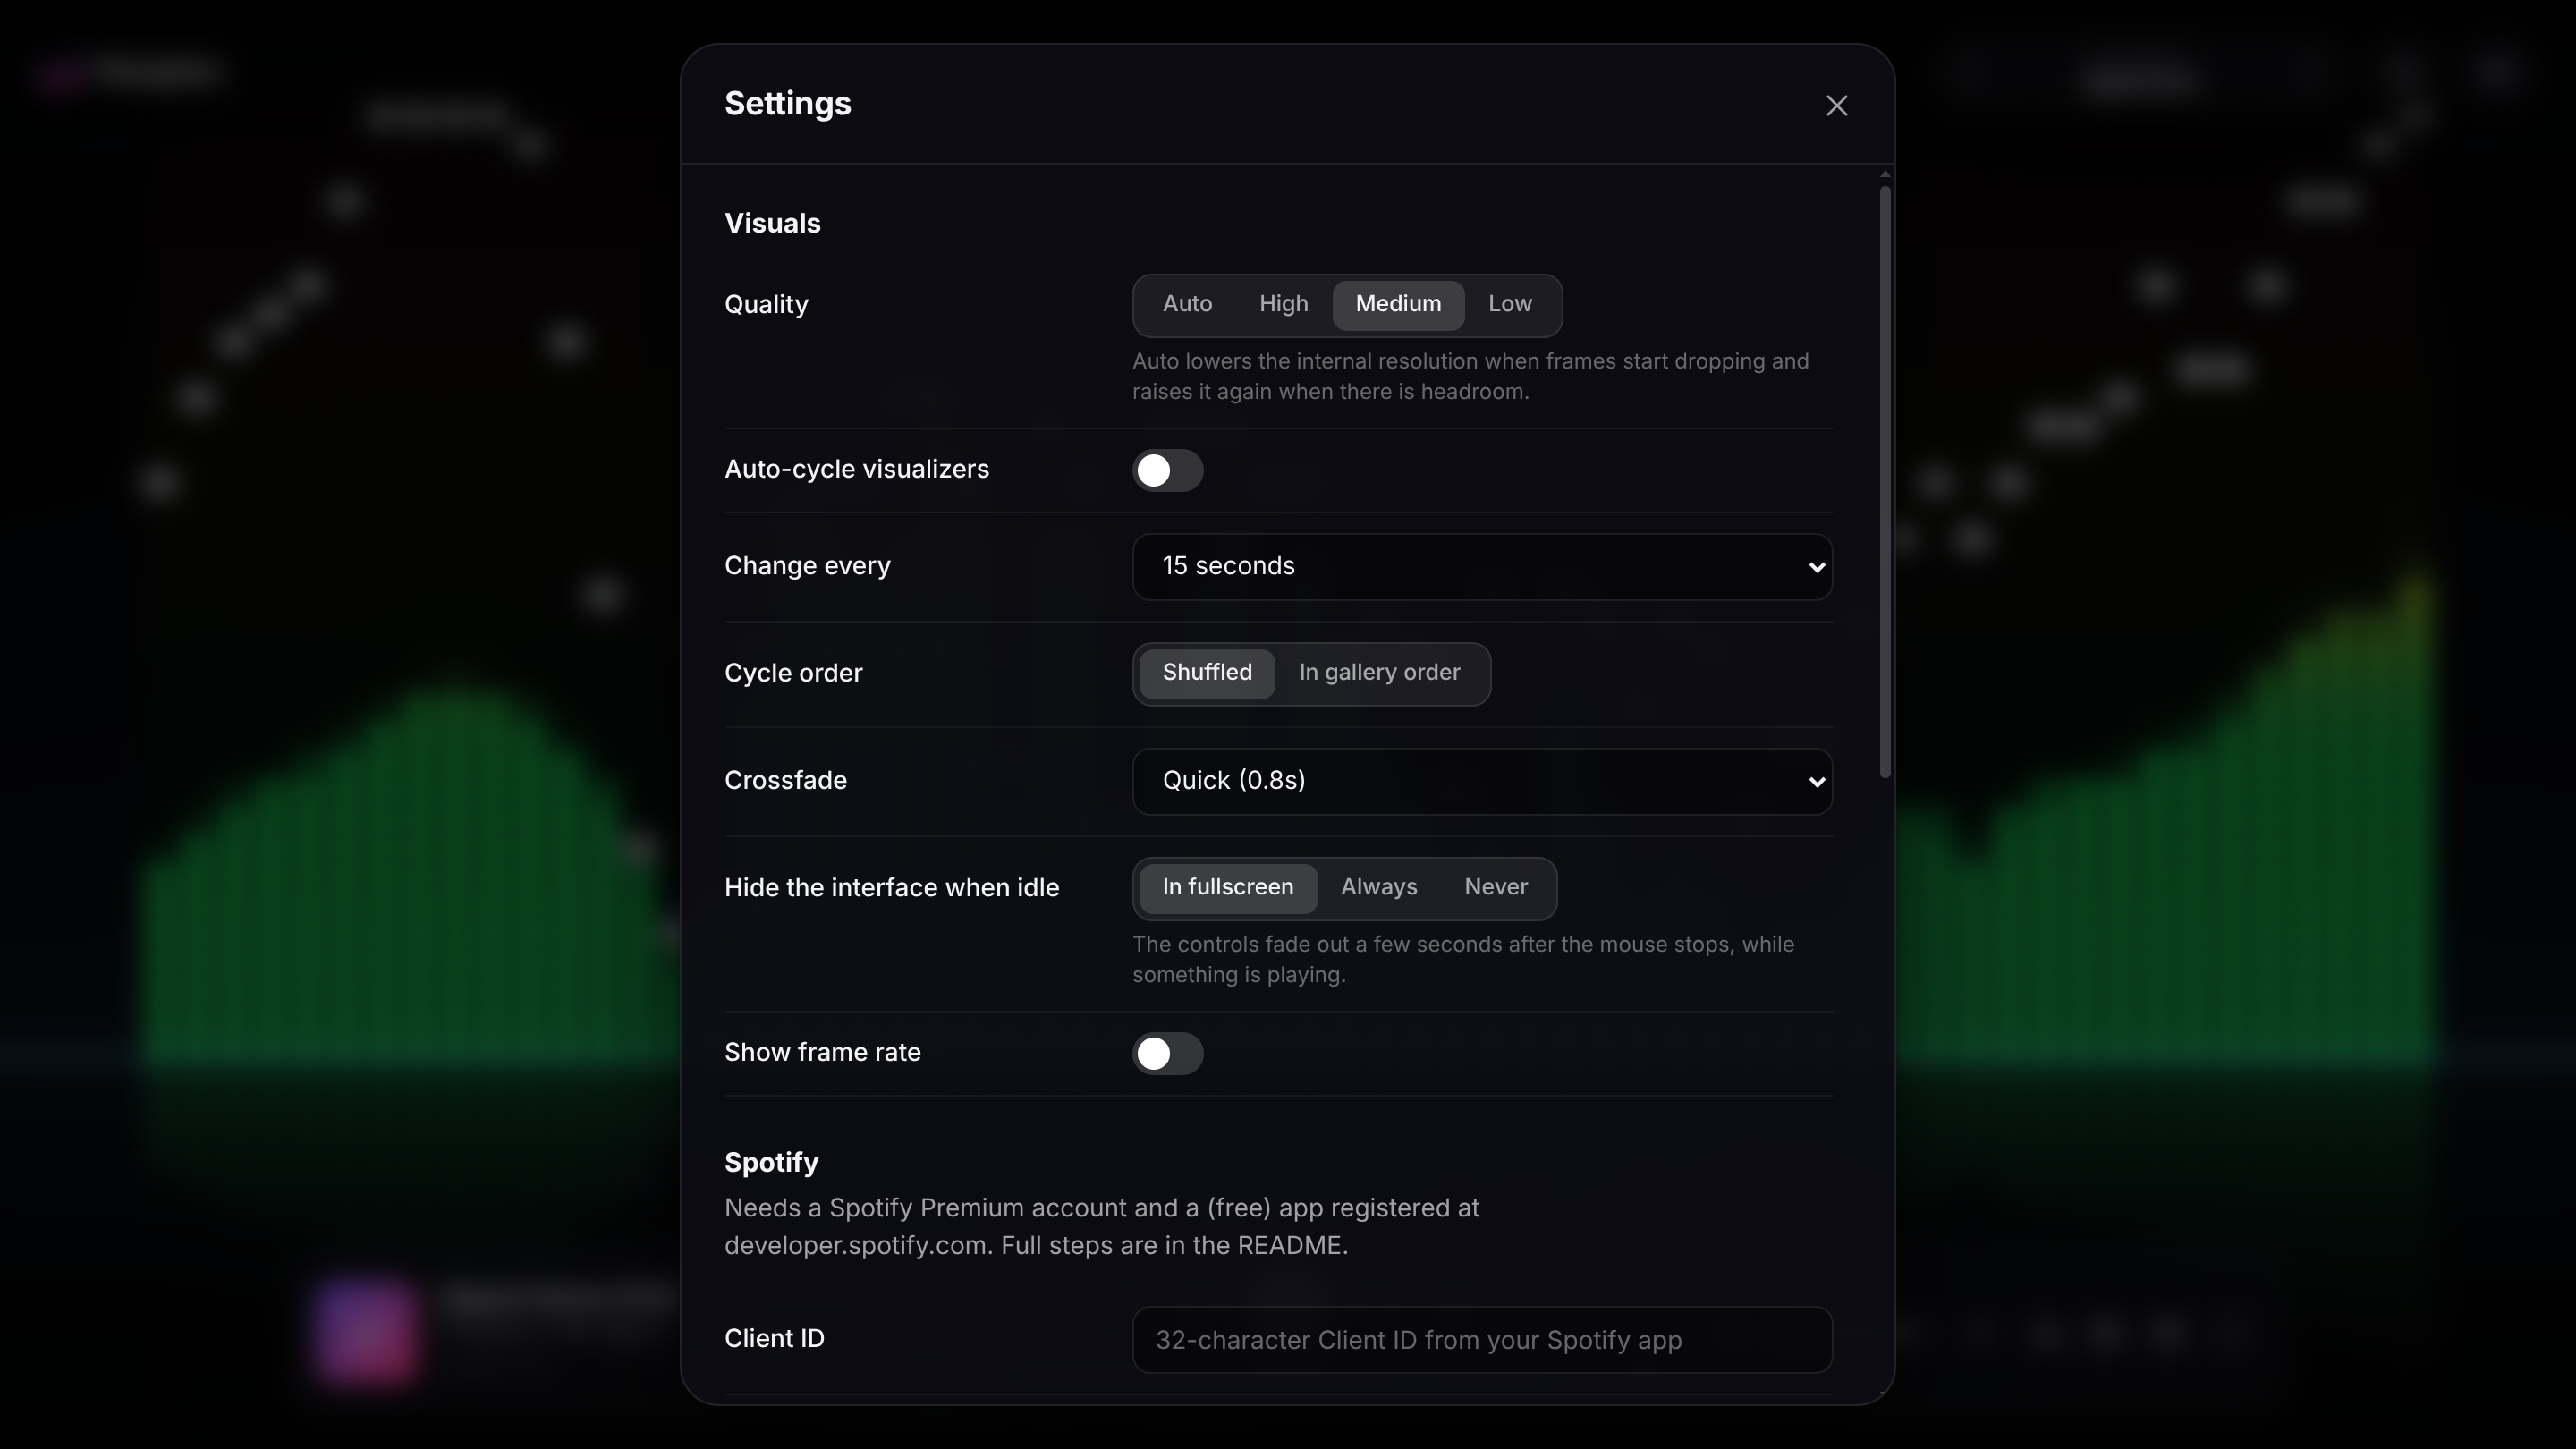 Settings
Visuals
Quality
Auto High Medium Low
Auto lowers the internal resolution when frames start dropping and
raises it again when there is headroom.
Auto-cycle visualizers
Change every
15 seconds
Cycle order
Shuffled In gallery order
Crossfade
Quick (0.8s)
Hide the interface when idle
In fullscreen Always Never
The controls fade out a few seconds after the mouse stops, while
something is playing.
Show frame rate
Spotify
Needs a Spotify Premium account and a (free) app registered at
developer.spotify.com. Full steps are in the README.
Client ID
32-character Client ID from your Spotify app